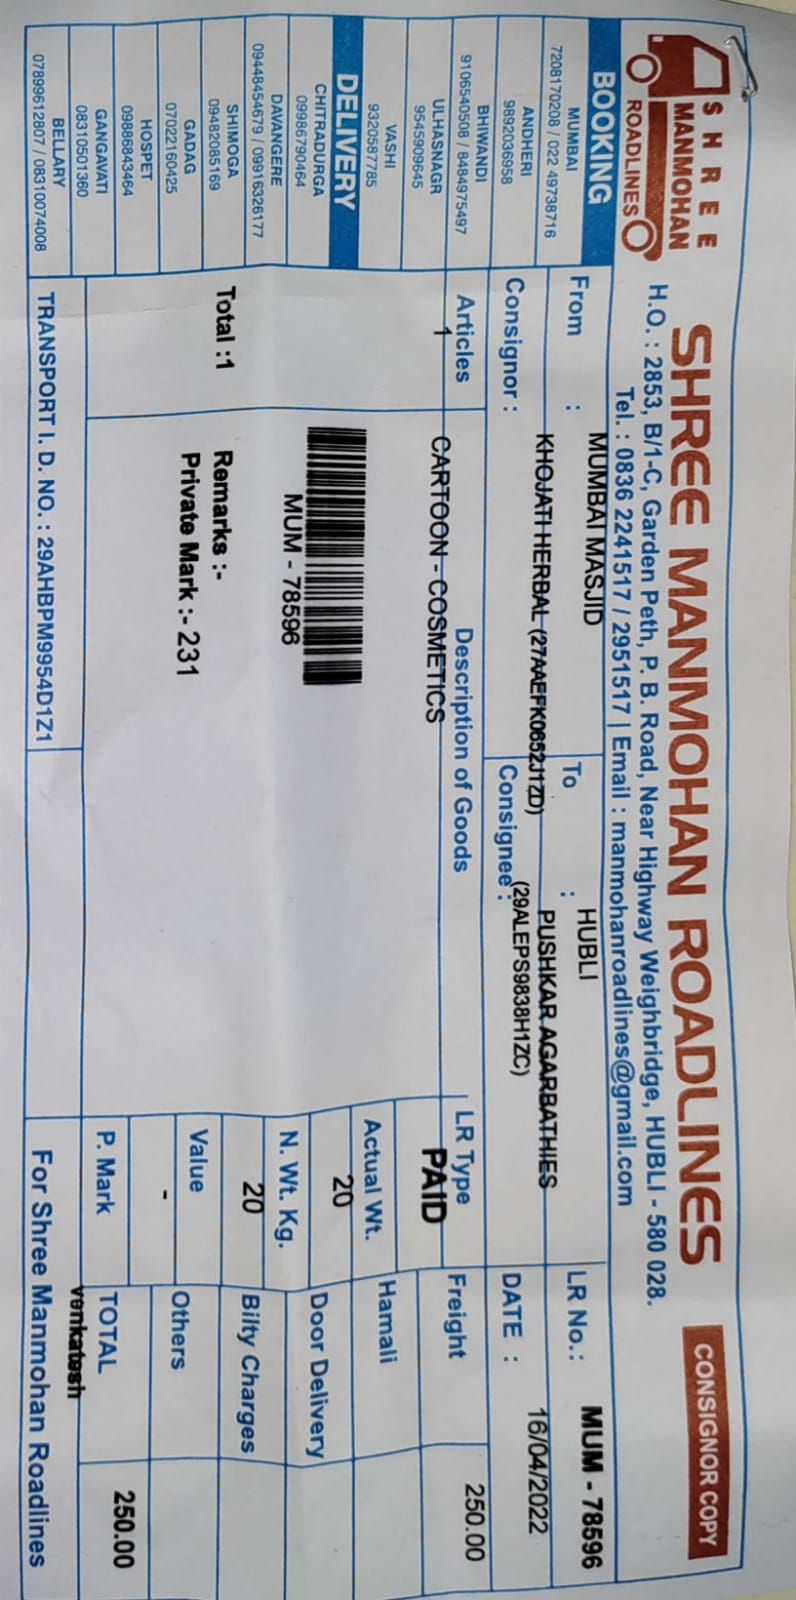 SHREE
MANMOHAN
ROADLINES
SHREE MANMOHAN ROADLINES
CONSIGNOR COPY
H.O. : 2853, B/1-C, Garden Peth, P. B. Road, Near Highway Weighbridge, HUBLI - 580 028.
Tel. : 0836 2241517 / 2951517 | Email : manmohanroadlines@gmail.com
BOOKING
MUMBAI
7208170208 / 022 49738716
ANDHERI
9892036958
BHIWANDI
9106540508 / 8484975497
ULHASNAGR
9545909645
VASHI
9320587785
DELIVERY
CHITRADURGA
09986790464
DAVANGERE
09448454679 / 09916326177
SHIMOGA
09482085169
GADAG
07022160425
HOSPET
09886843464
GANGAVATI
08310501360
BELLARY
07899612807 / 08310074008
From : MUMBAI MASJID
To : HUBLI
LR No.: MUM - 78596
Consignor : KHOJATI HERBAL (27AAEFK0652J1ZD)
Consignee : PUSHKAR AGARBATHIES
(29ALEPS9838H1ZC)
DATE : 16/04/2022
Articles
1
Total :1
Description of Goods
CARTOON - COSMETICS
MUM - 78596
Remarks :-
Private Mark :- 231
LR Type
PAID
Actual Wt.
20
N. Wt. Kg.
20
Value
-
P. Mark
Freight 250.00
Hamali
Door Delivery
Bilty Charges
Others
TOTAL 250.00
venkatesh
TRANSPORT I. D. NO. : 29AHBPM9954D1Z1
For Shree Manmohan Roadlines